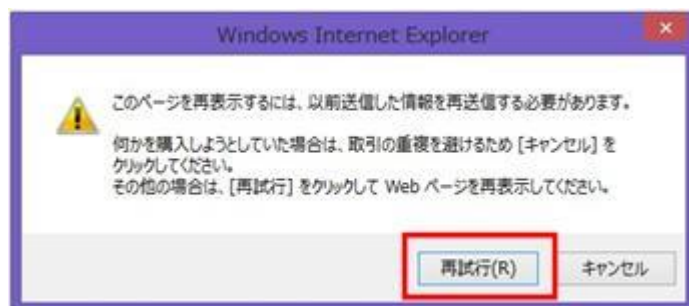 Windows Internet Explorer
このページを再表示するには、以前送信した情報を再送信する必要があります。
何かを購入しようとしていた場合は、取引の重複を避けるため [キャンセル] を
クリックしてください。
その他の場合は、[再試行] をクリックして Web ページを再表示してください。
再試行(R)
キャンセル